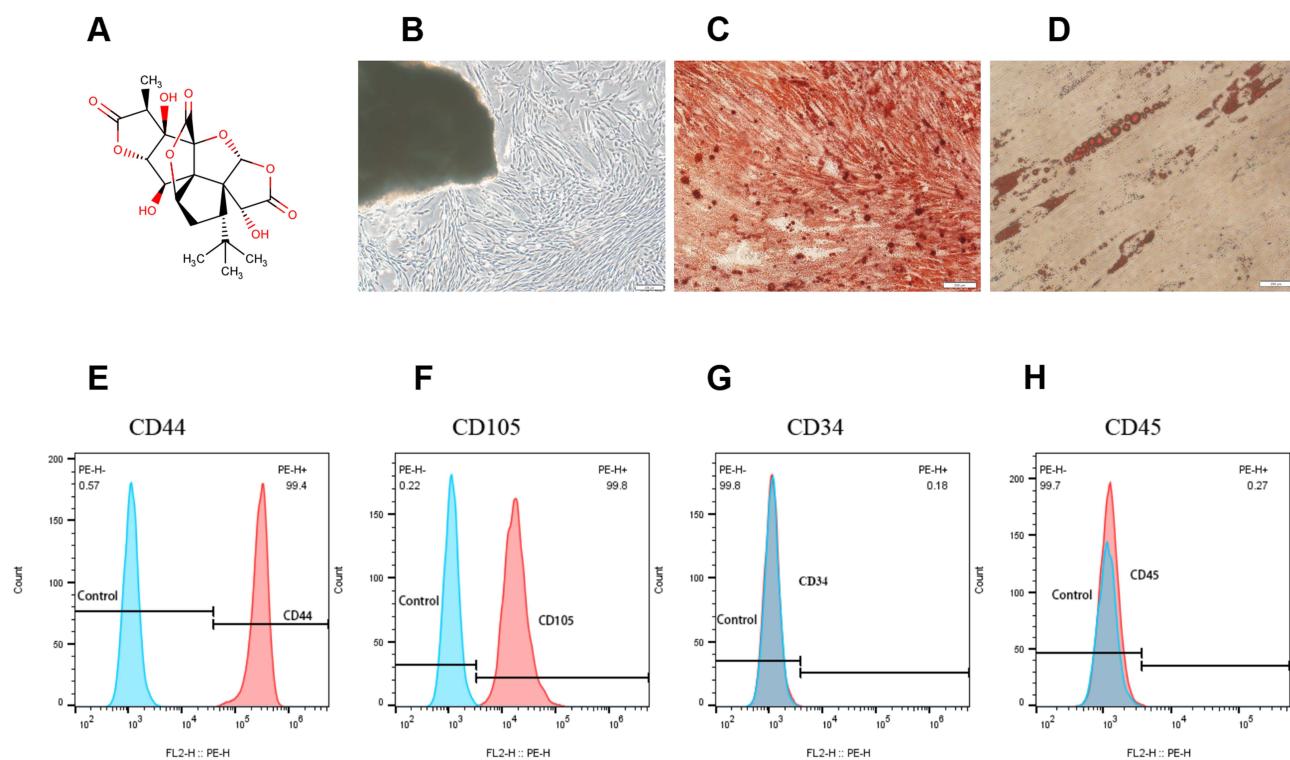 A
B
C
D
CH3
O
OH
O
O
O
O
O
HO
O
OH
H3C
CH3
CH3
E
F
G
H
CD44
CD105
CD34
CD45
PE-H-
0.57
PE-H+
99.4
200
150
100
50
0
Count
Control
CD44
10^2 10^3 10^4 10^5 10^6
FL2-H :: PE-H
PE-H-
0.22
PE-H+
99.8
150
100
50
0
Count
Control
CD105
10^2 10^3 10^4 10^5 10^6
FL2-H :: PE-H
PE-H-
99.8
PE-H+
0.18
150
100
50
0
Count
Control
CD34
10^2 10^3 10^4 10^5 10^6
FL2-H :: PE-H
PE-H-
99.7
PE-H+
0.27
200
150
100
50
0
Count
Control
CD45
10^2 10^3 10^4 10^5
FL2-H :: PE-H